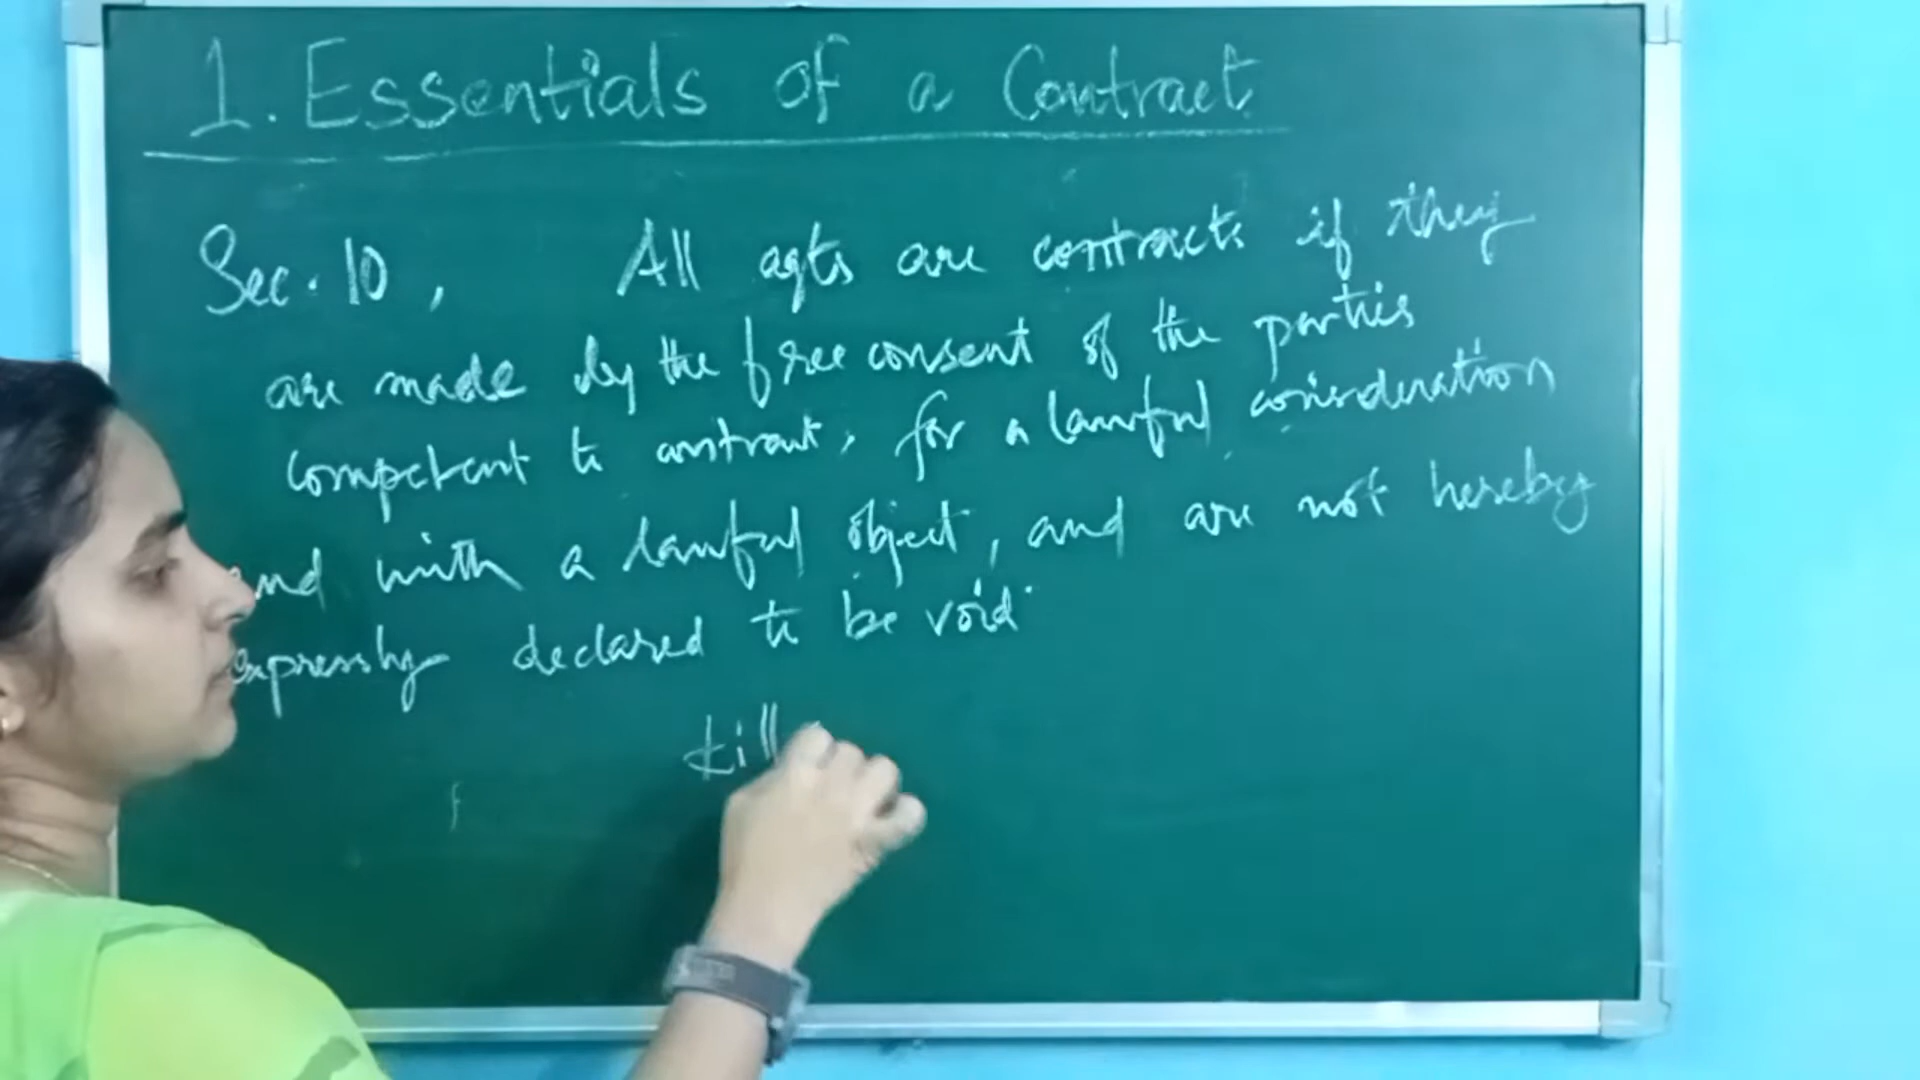 1. Essentials of a Contract.
Sec. 10, All agts are contracts if they
are made by the free consent of the parties
competent to contract, for a lawful consideration
and with a lawful object, and are not hereby
expressly declared to be void.
kill